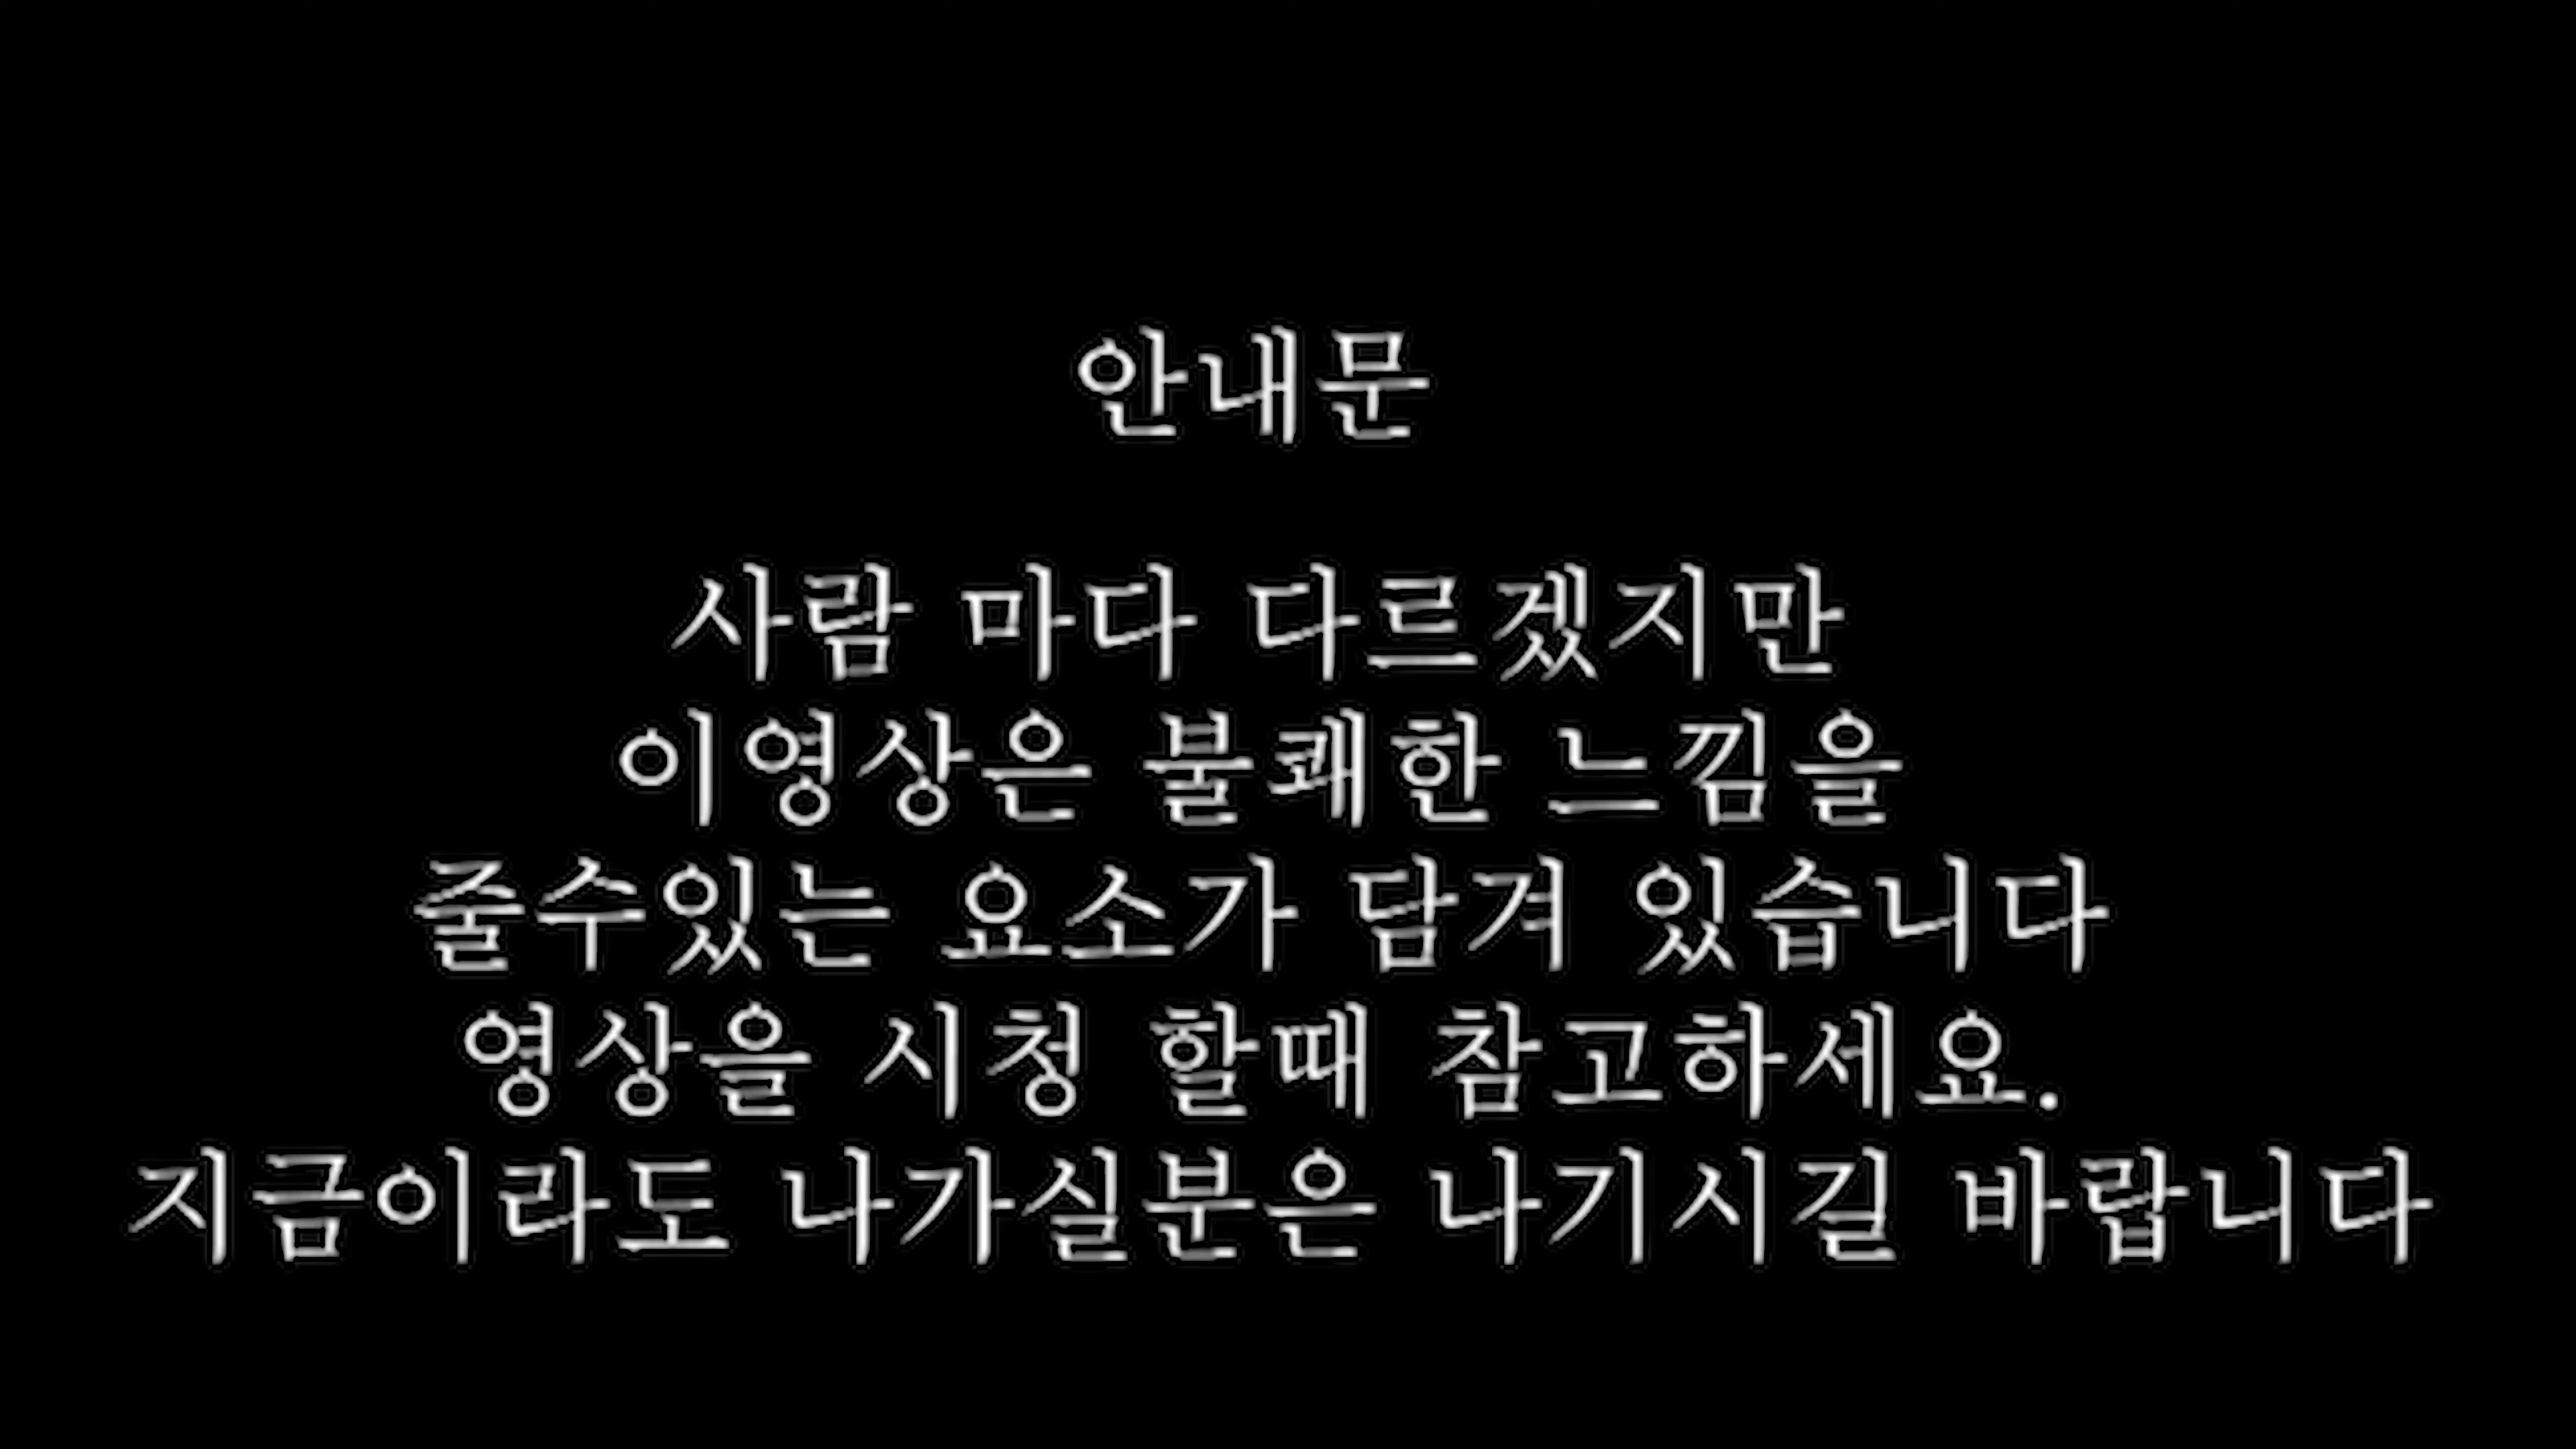 안내문
사람 마다 다르겠지만
이영상은 불쾌한 느낌을
줄수있는 요소가 담겨 있습니다
영상을 시청 할때 참고하세요.
지금이라도 나가실분은 나기시길 바랍니다